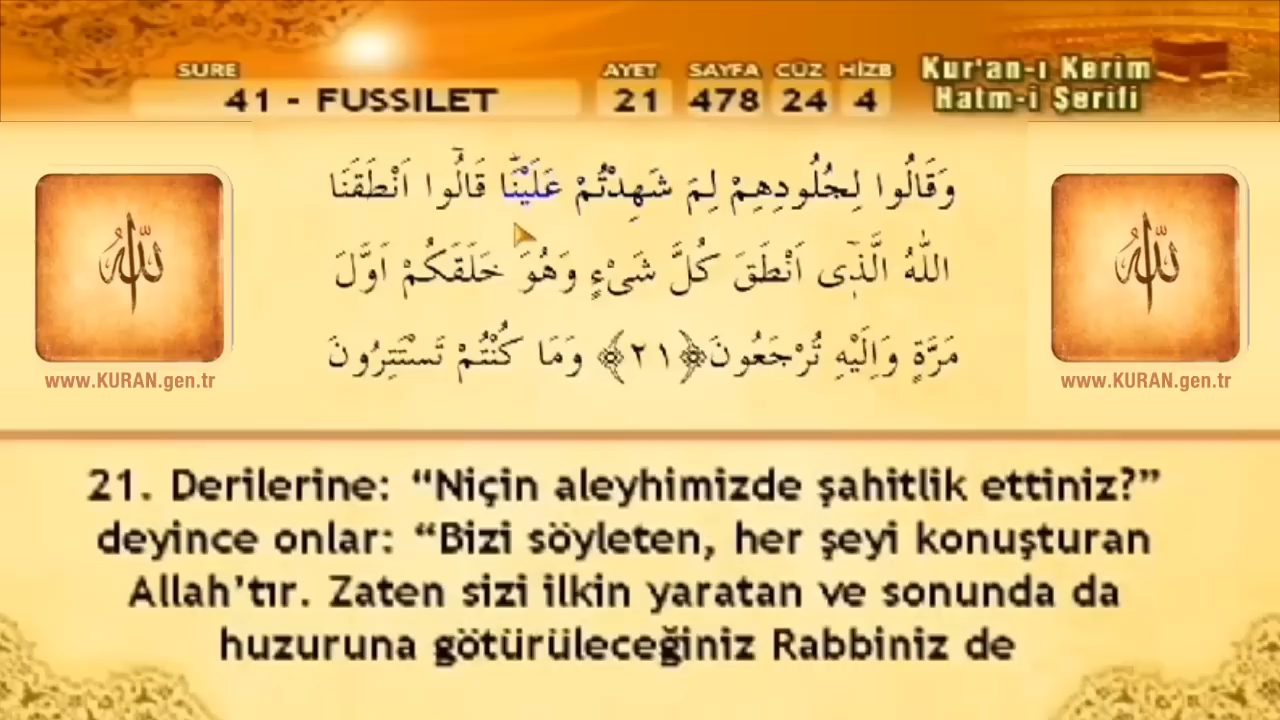 SURE AYET SAYFA CÜZ HİZB
41 - FUSSILET 21 478 24 4
Kur'an-ı Kerim
Hatm-i Şerifi
وَقَالُوا لِجُلُودِهِمْ لِمَ شَهِدْتُمْ عَلَيْنَاۜ قَالُٓوا اَنْطَقَنَا
اللّٰهُ الَّذٖٓى اَنْطَقَ كُلَّ شَىْءٍ وَهُوَ خَلَقَكُمْ اَوَّلَ
مَرَّةٍ وَاِلَيْهِ تُرْجَعُونَ ﴿٢١﴾ وَمَا كُنْتُمْ تَسْتَتِرُونَ
الله
www.KURAN.gen.tr
الله
www.KURAN.gen.tr
21. Derilerine: “Niçin aleyhimizde şahitlik ettiniz?”
deyince onlar: “Bizi söyleten, her şeyi konuşturan
Allah’tır. Zaten sizi ilkin yaratan ve sonunda da
huzuruna götürüleceğiniz Rabbiniz de